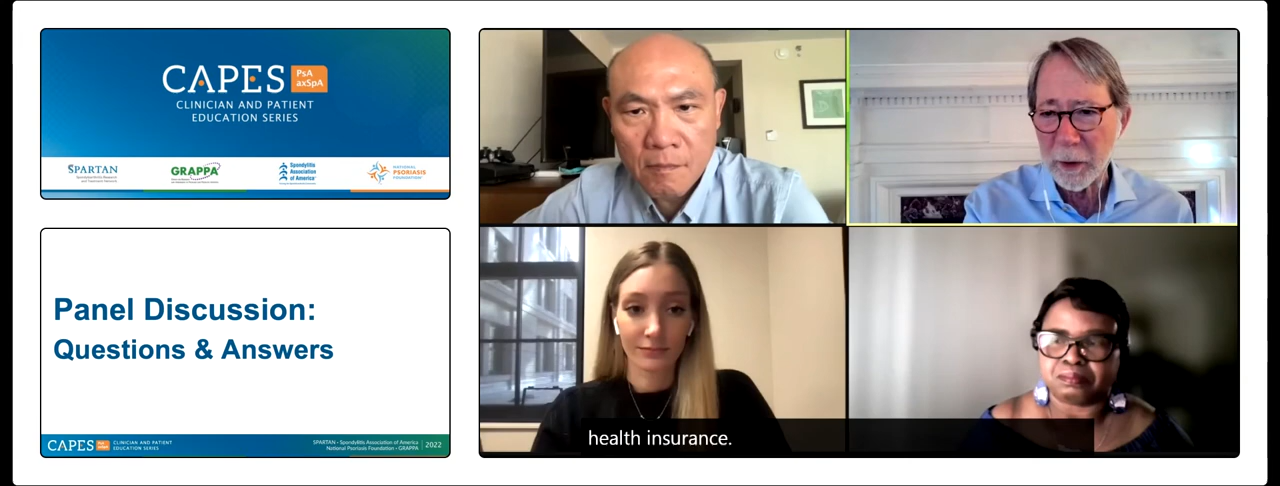 CAPES PsA
axSpA
CLINICIAN AND PATIENT
EDUCATION SERIES
SPARTAN
GRAPPA
Spondylitis
Association
of America
NATIONAL
PSORIASIS
FOUNDATION
Panel Discussion:
Questions & Answers
CAPES PsA axSpA CLINICIAN AND PATIENT
EDUCATION SERIES
SPARTAN • Spondylitis Association of America
National Psoriasis Foundation • GRAPPA
2022
health insurance.